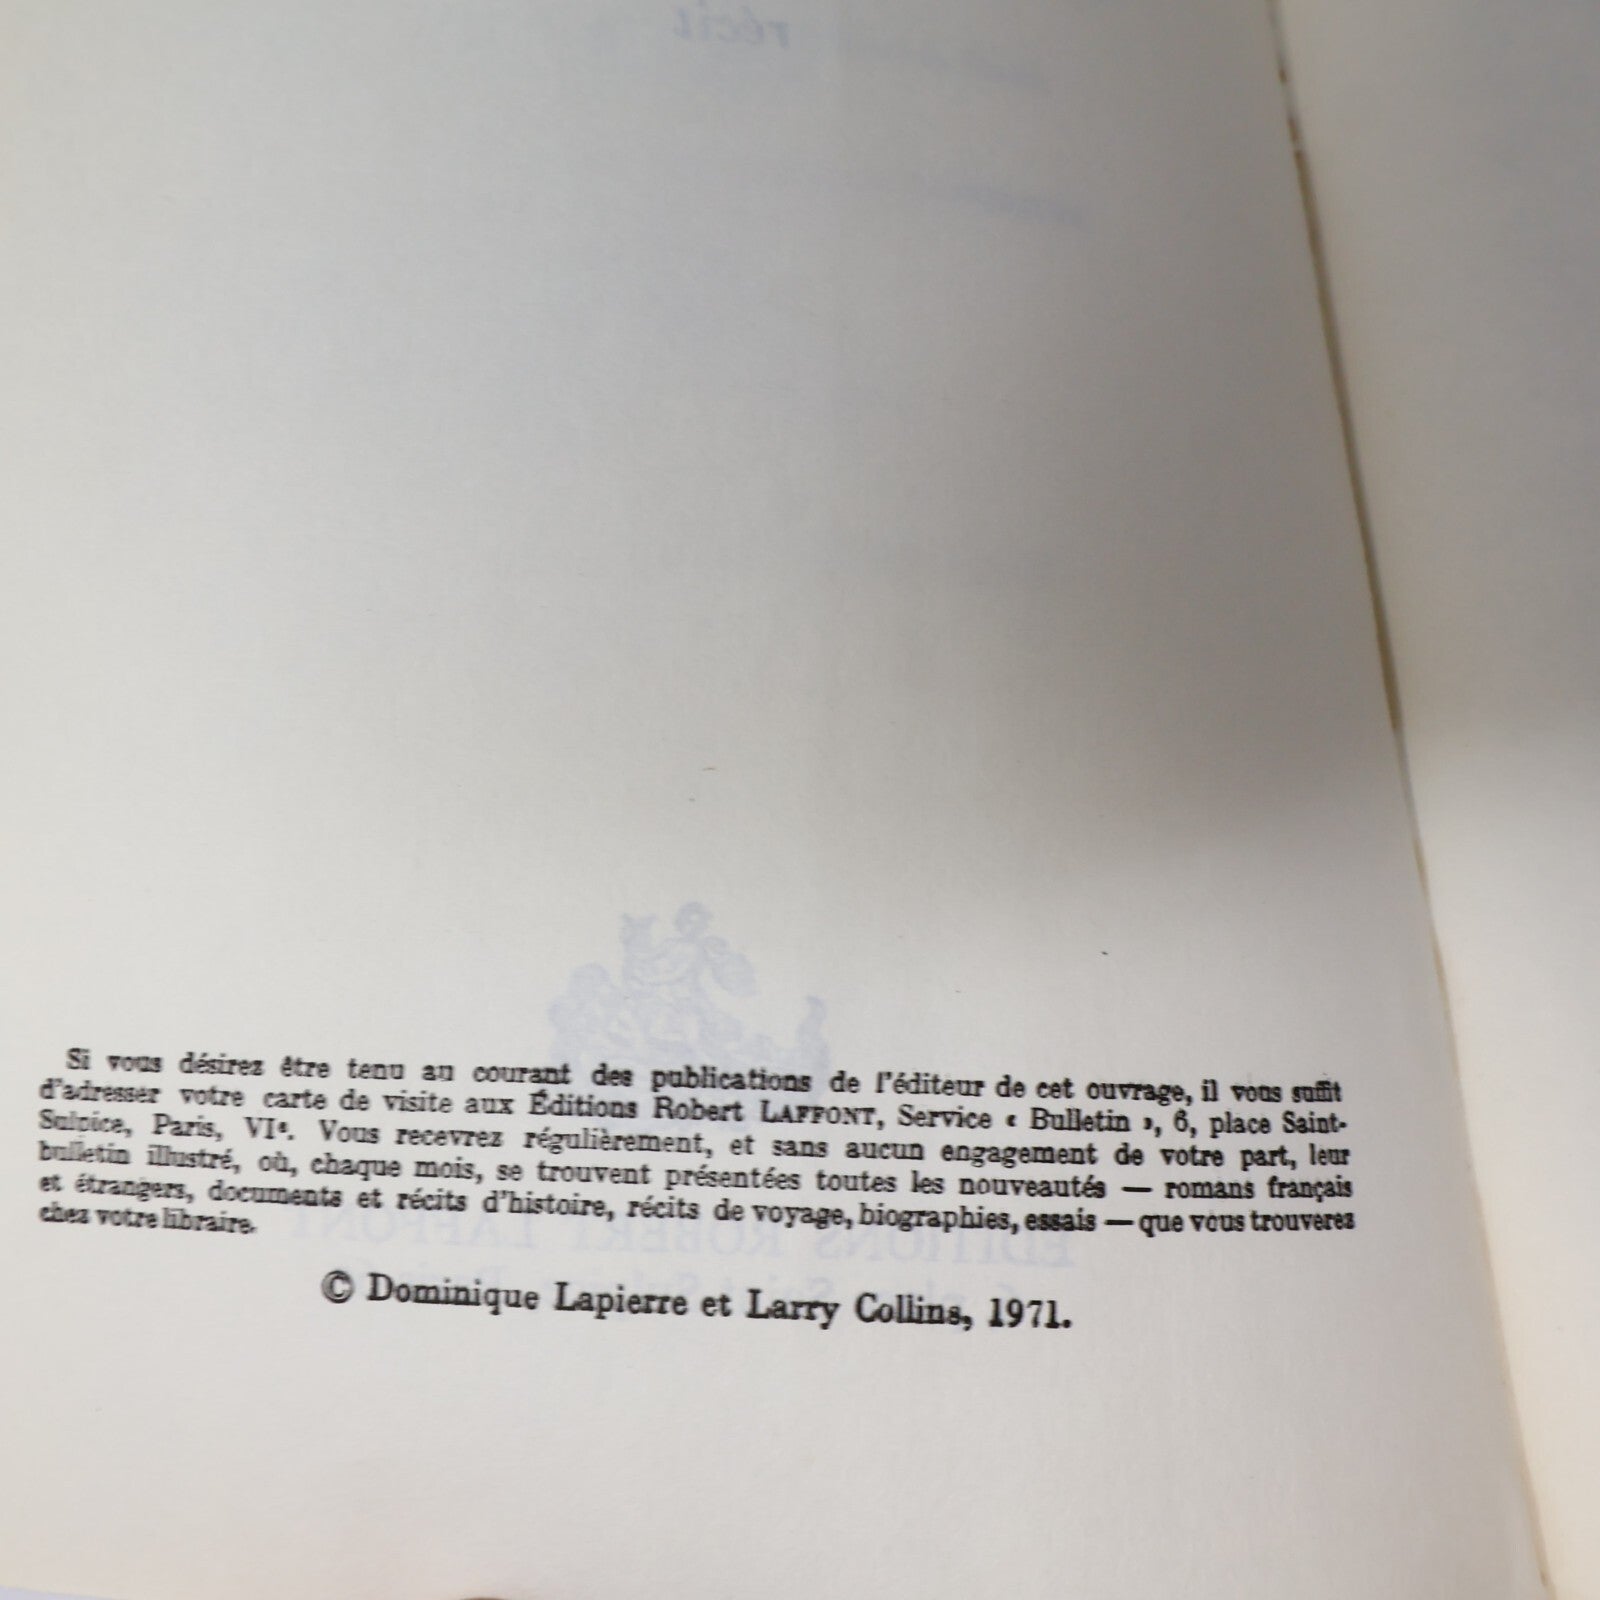 récit
Si vous désirez être tenu au courant des publications de l'éditeur de cet ouvrage, il vous suffit
d'adresser votre carte de visite aux Éditions Robert LAFFONT, Service « Bulletin », 6, place Saint-
Sulpice, Paris, VIe. Vous recevrez régulièrement, et sans aucun engagement de votre part, leur
bulletin illustré, où, chaque mois, se trouvent présentées toutes les nouveautés — romans français
et étrangers, documents et récits d'histoire, récits de voyage, biographies, essais — que vous trouverez
chez votre libraire.
EDITIONS ROBERT LAFFONT
© Dominique Lapierre et Larry Collins, 1971.